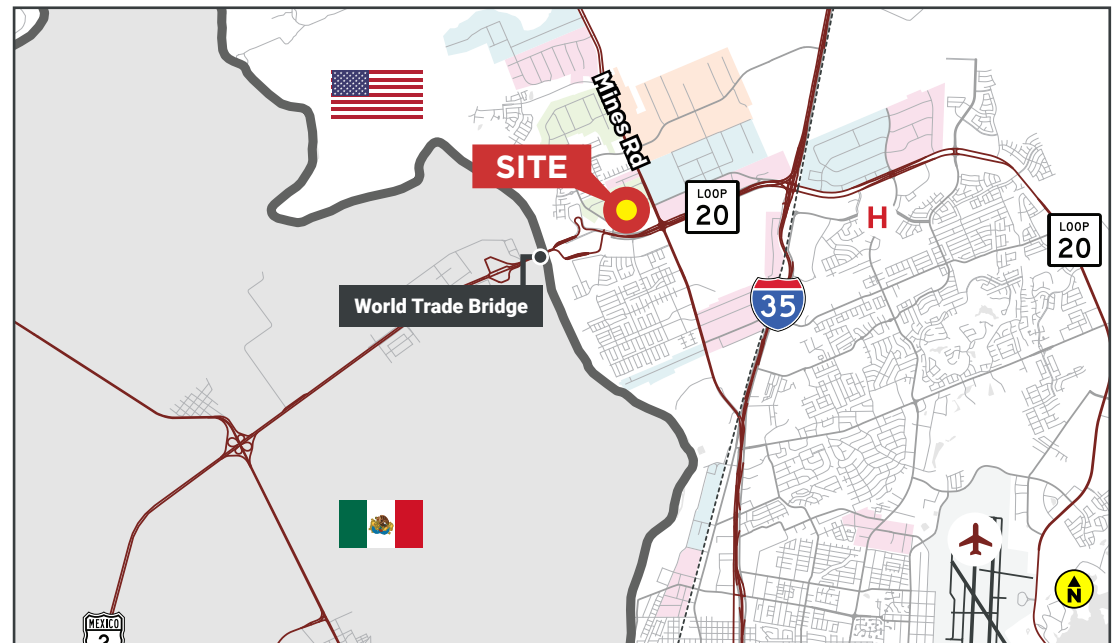 Mines Rd
SITE
LOOP
20
H
LOOP
20
35
World Trade Bridge
MEXICO
2
N